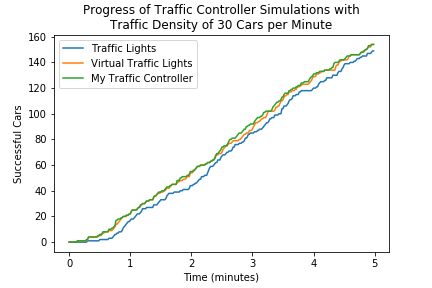 Progress of Traffic Controller Simulations with
Traffic Density of 30 Cars per Minute
160
140
120
100
80
60
40
20
0
Successful Cars
Traffic Lights
Virtual Traffic Lights
My Traffic Controller
0 1 2 3 4 5
Time (minutes)